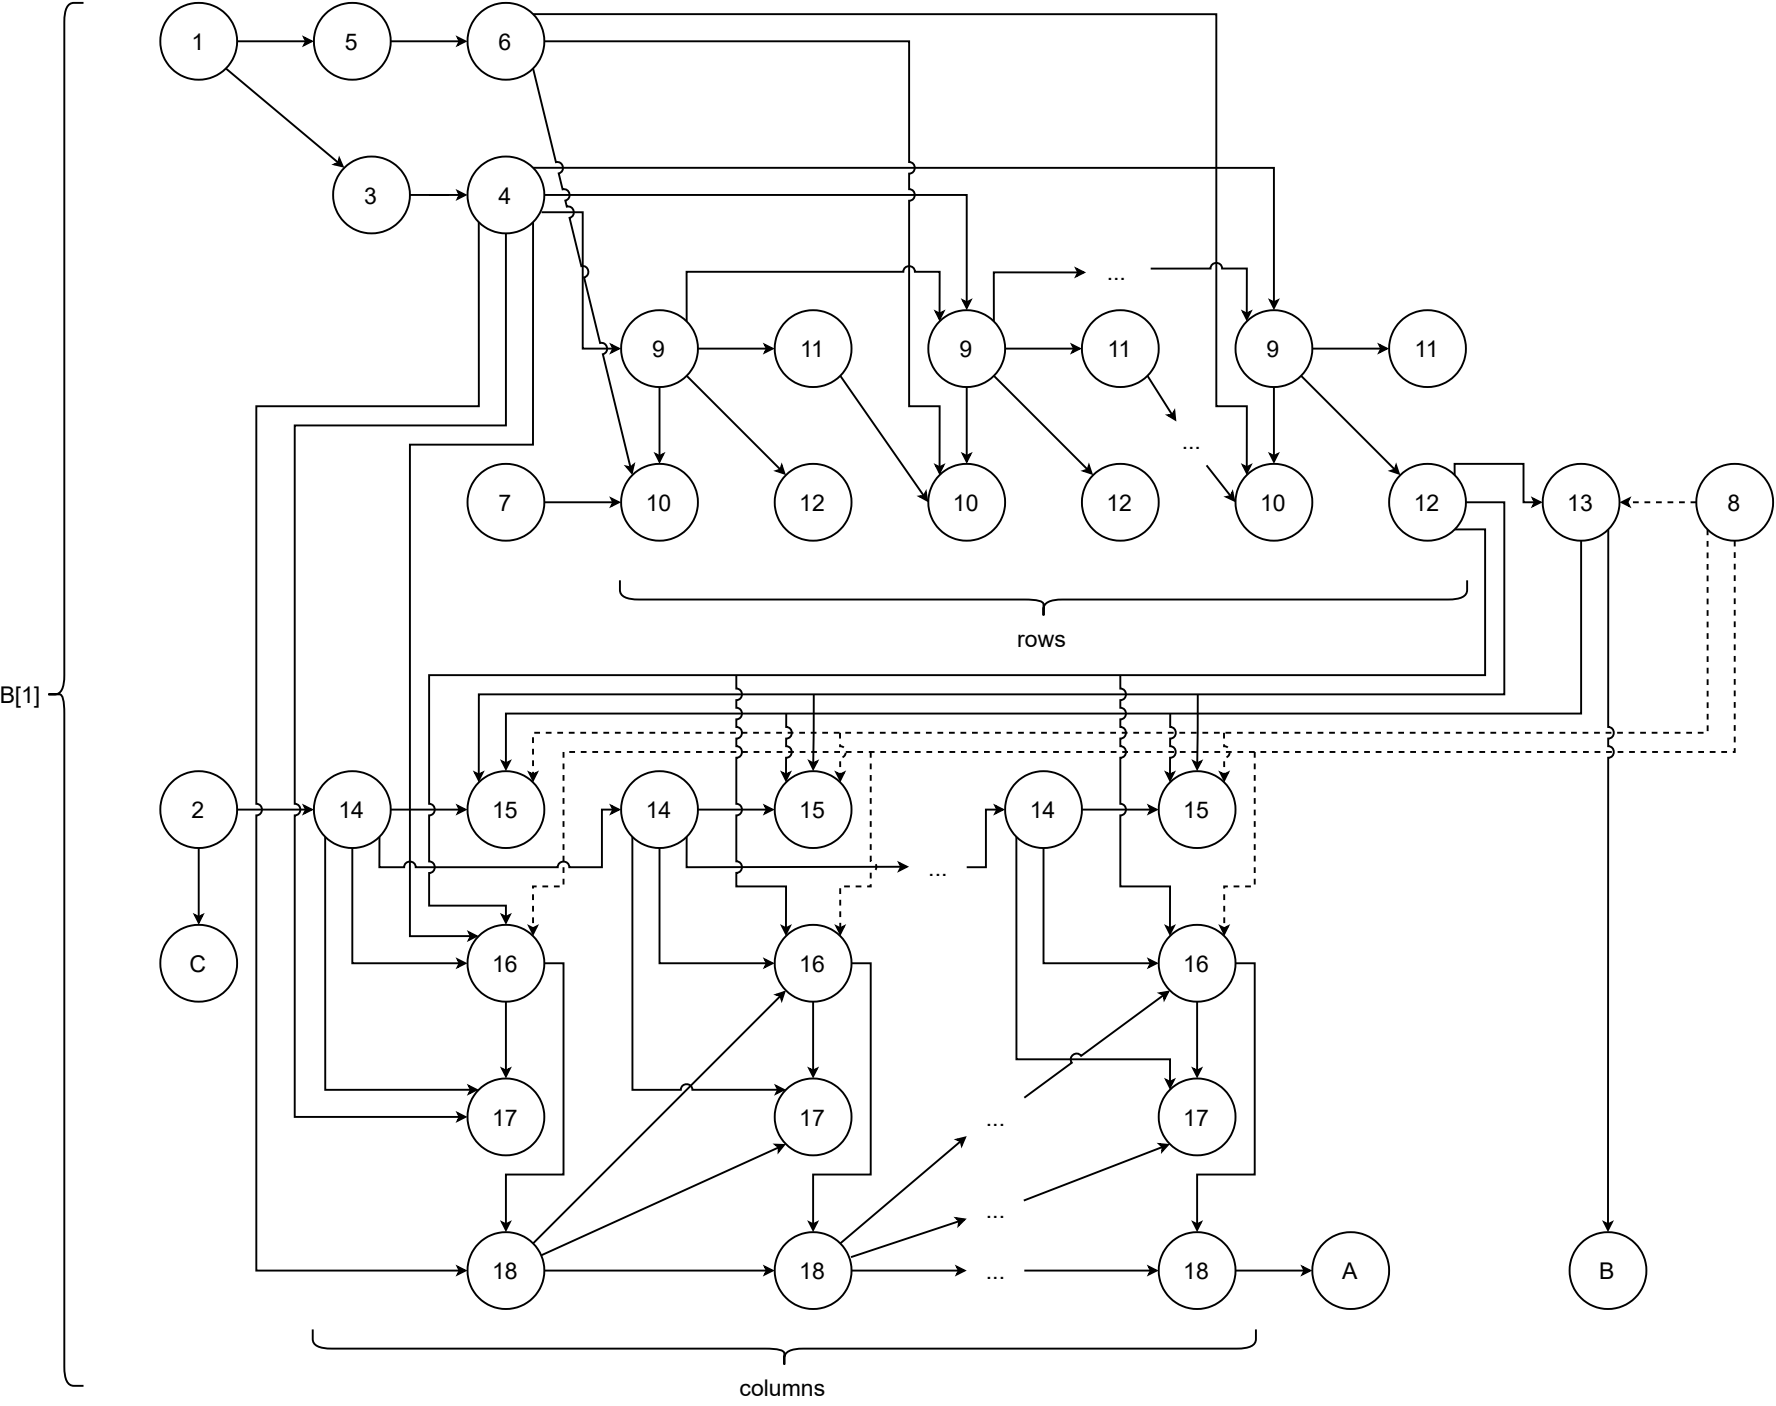 1 5 6
3 4
...
9 11 9 11 9 11
...
7 10 12 10 12 10 12 13 8
rows
B[1]
2 14 15 14 15 14 15
...
C 16 16 16
17 17 ... 17
...
18 18 ... 18 A B
columns